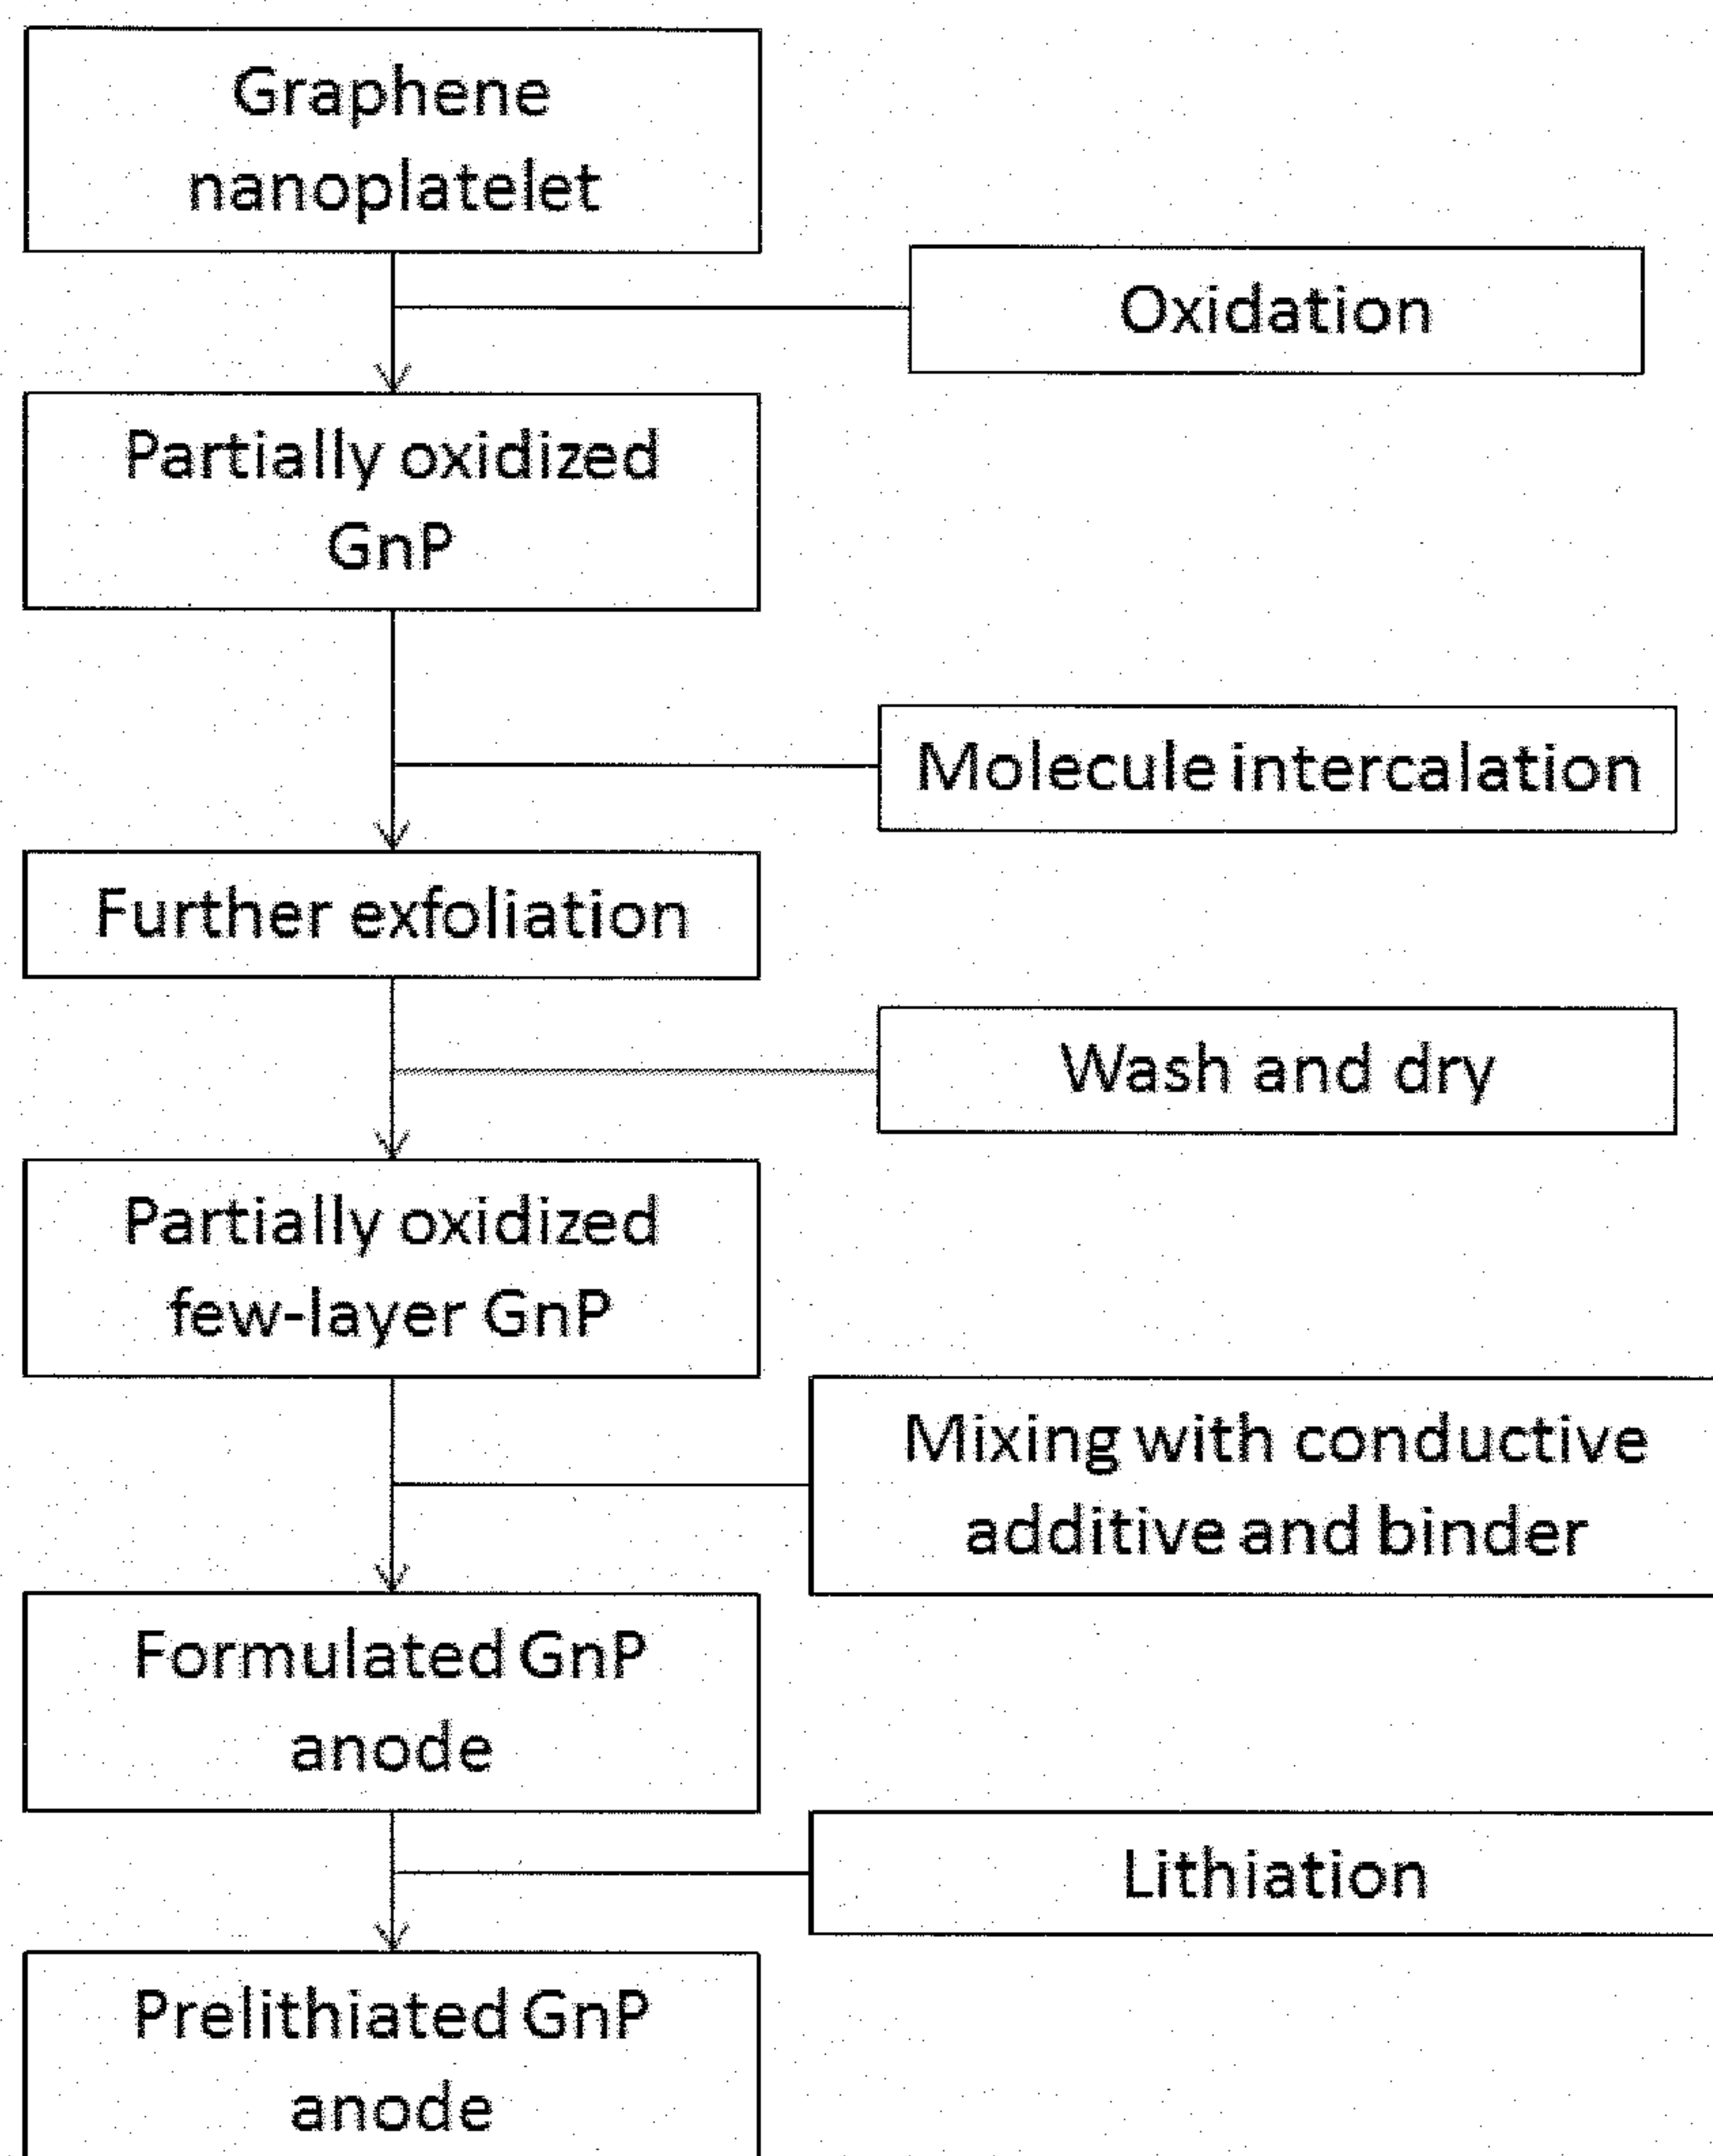 Graphene
nanoplatelet
Oxidation
Partially oxidized
GnP
Molecule intercalation
Further exfoliation
Wash and dry
Partially oxidized
few-layer GnP
Mixing with conductive
additive and binder
Formulated GnP
anode
Lithiation
Prelithiated GnP
anode